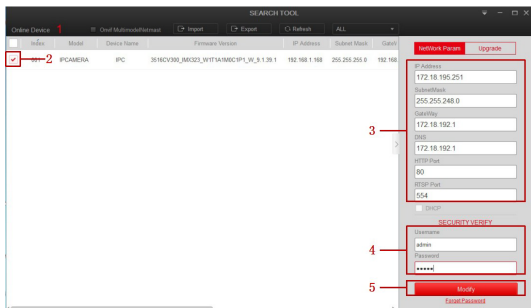 SEARCH TOOL
Online Device 1 Onvif MultimodelNetmast Import Export Refresh ALL
Index Model Device Name Firmware Version IP Address Subnet Mask GateW
2 001 IPCAMERA IPC 3516CV300_IMX323_W1T1A1M0C1P1_W_9.1.39.1 192.168.1.168 255.255.255.0 192.168.
NetWork Param Upgrade
IP Address
172.18.195.251
SubnetMask
255.255.248.0
GateWay
172.18.192.1
3
DNS
172.18.192.1
HTTP Port
80
RTSP Port
554
DHCP
SECURITY VERIFY
Username
4 admin
Password
•••••
5 Modify
Forget Password